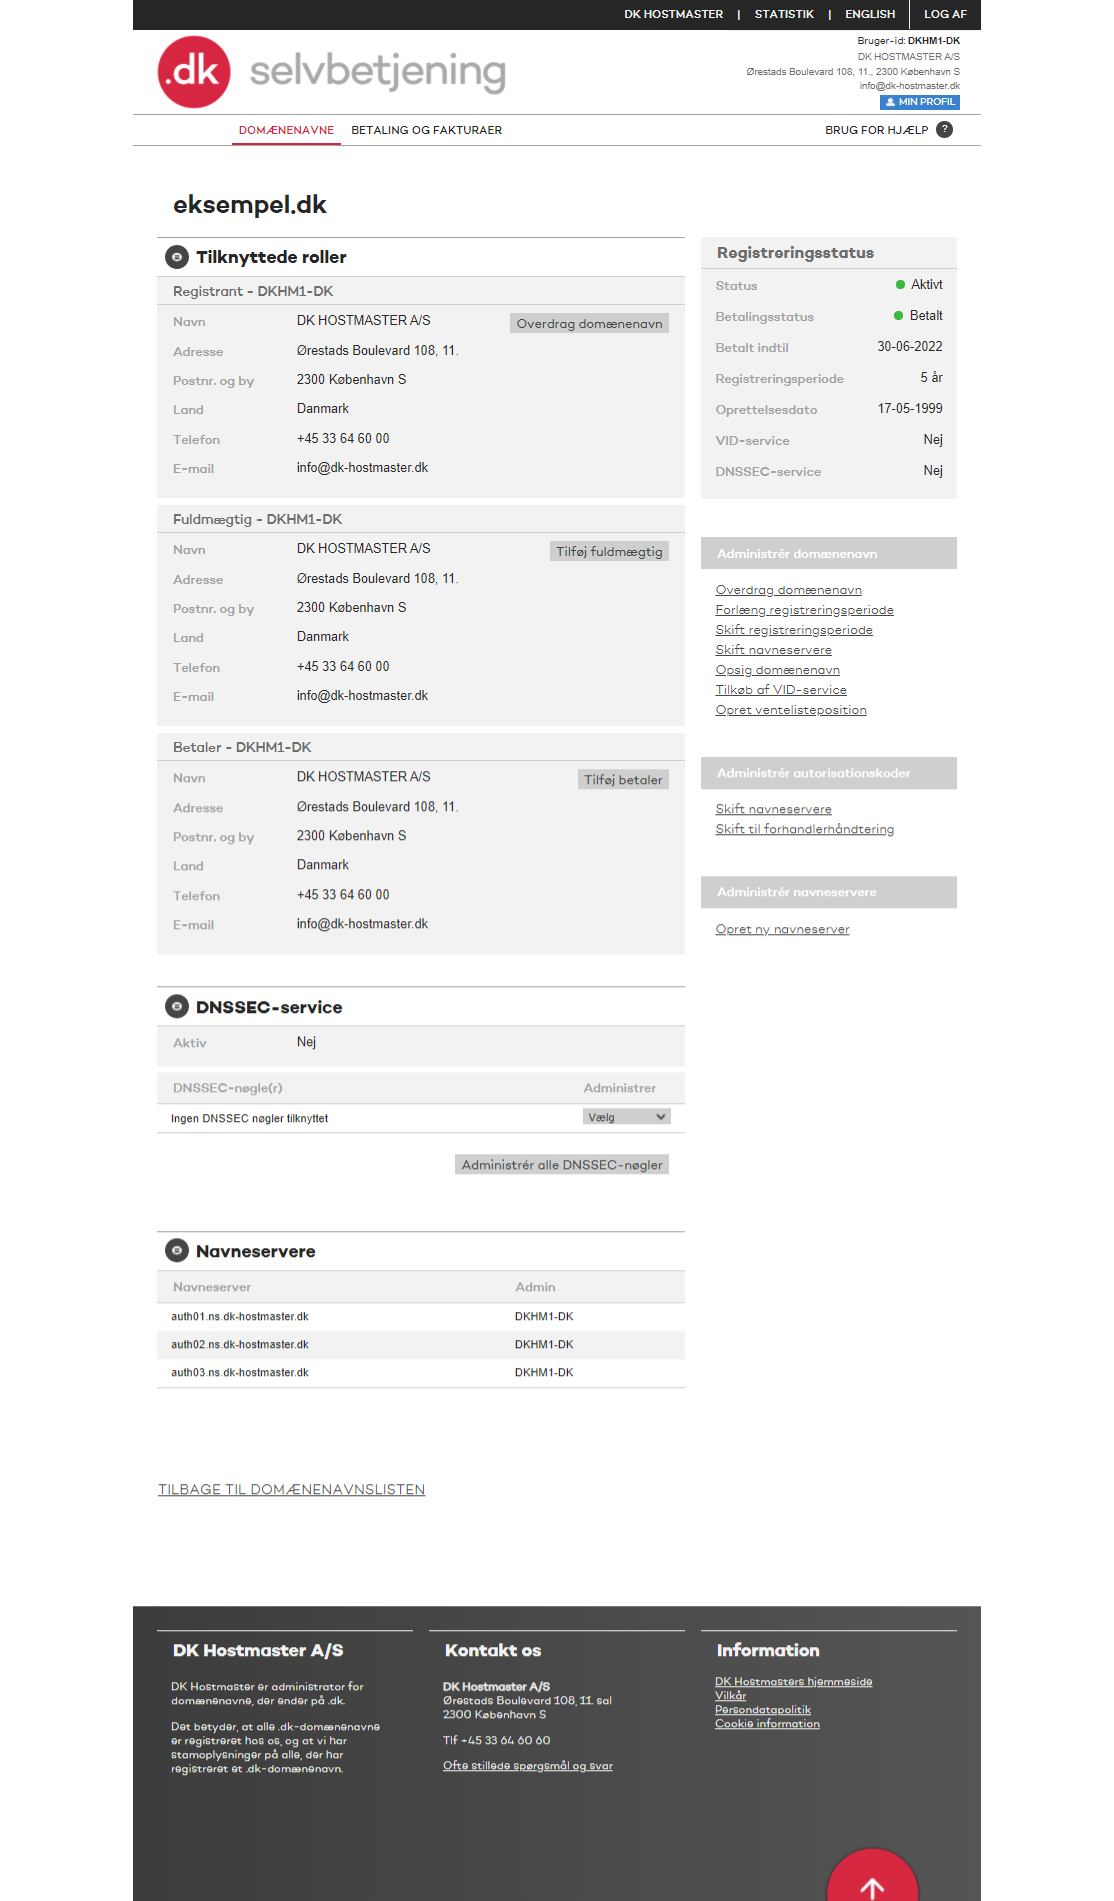 DK HOSTMASTER | STATISTIK | ENGLISH LOG AF
.dk selvbetjening
Bruger-id: DKHM1-DK
DK HOSTMASTER A/S
Ørestads Boulevard 108, 11., 2300 København S
info@dk-hostmaster.dk
MIN PROFIL
DOMÆNENAVNE BETALING OG FAKTURAER BRUG FOR HJÆLP ?
eksempel.dk
Tilknyttede roller
Registrant - DKHM1-DK
Navn DK HOSTMASTER A/S Overdrag domænenavn
Adresse Ørestads Boulevard 108, 11.
Postnr. og by 2300 København S
Land Danmark
Telefon +45 33 64 60 00
E-mail info@dk-hostmaster.dk
Fuldmægtig - DKHM1-DK
Navn DK HOSTMASTER A/S Tilføj fuldmægtig
Adresse Ørestads Boulevard 108, 11.
Postnr. og by 2300 København S
Land Danmark
Telefon +45 33 64 60 00
E-mail info@dk-hostmaster.dk
Betaler - DKHM1-DK
Navn DK HOSTMASTER A/S Tilføj betaler
Adresse Ørestads Boulevard 108, 11.
Postnr. og by 2300 København S
Land Danmark
Telefon +45 33 64 60 00
E-mail info@dk-hostmaster.dk
DNSSEC-service
Aktiv Nej
DNSSEC-nøgle(r) Administrer
Ingen DNSSEC nøgler tilknyttet Vælg
Administrér alle DNSSEC-nøgler
Navneservere
Navneserver Admin
auth01.ns.dk-hostmaster.dk DKHM1-DK
auth02.ns.dk-hostmaster.dk DKHM1-DK
auth03.ns.dk-hostmaster.dk DKHM1-DK
TILBAGE TIL DOMÆNENAVNSLISTEN
Registreringsstatus
Status Aktivt
Betalingsstatus Betalt
Betalt indtil 30-06-2022
Registreringsperiode 5 år
Oprettelsesdato 17-05-1999
VID-service Nej
DNSSEC-service Nej
Administrér domænenavn
Overdrag domænenavn
Forlæng registreringsperiode
Skift registreringsperiode
Skift navneservere
Opsig domænenavn
Tilkøb af VID-service
Opret ventelisteposition
Administrér autorisationskoder
Skift navneservere
Skift til forhandlerhåndtering
Administrér navneservere
Opret ny navneserver
DK Hostmaster A/S
DK Hostmaster er administrator for
domænenavne, der ender på .dk.
Det betyder, at alle .dk-domænenavne
er registreret hos os, og at vi har
stamoplysninger på alle, der har
registreret et .dk-domænenavn.
Kontakt os
DK Hostmaster A/S
Ørestads Boulevard 108, 11. sal
2300 København S
Tlf +45 33 64 60 60
Ofte stillede spørgsmål og svar
Information
DK Hostmasters hjemmeside
Vilkår
Persondatapolitik
Cookie information